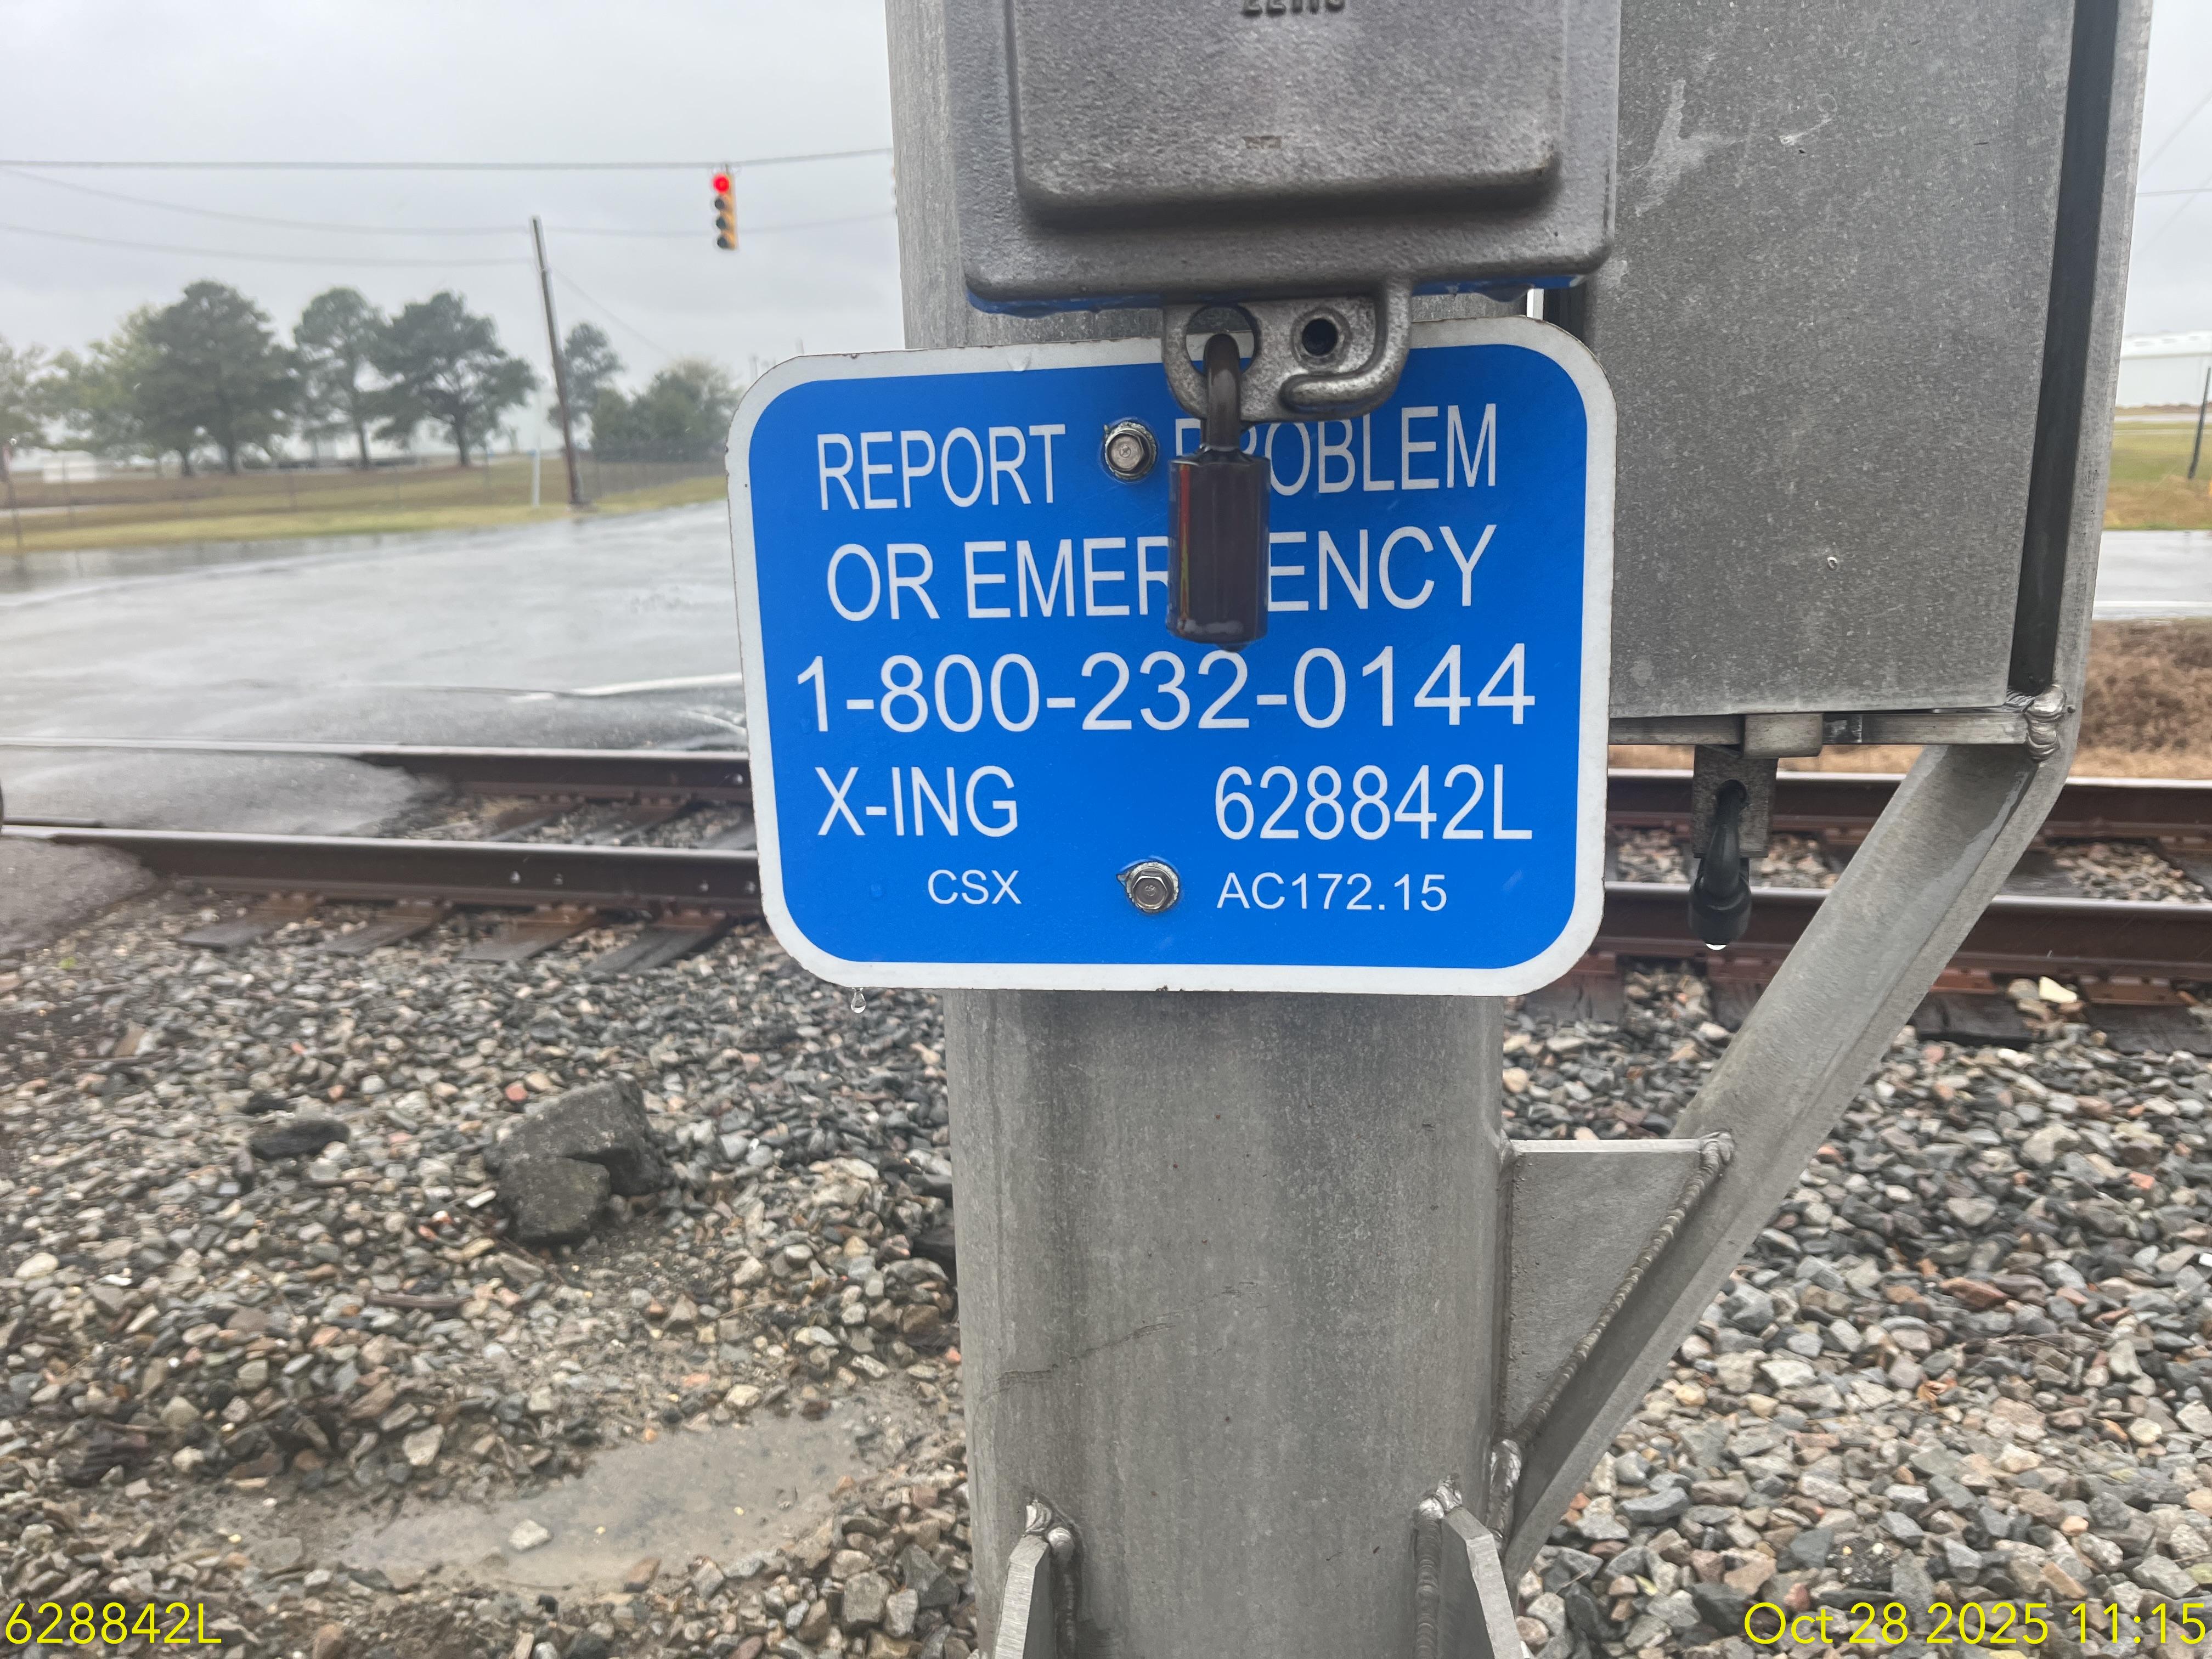 REPORT PROBLEM
OR EMERGENCY
1-800-232-0144
X-ING 628842L
CSX AC172.15
628842L
Oct 28 2025 11:15